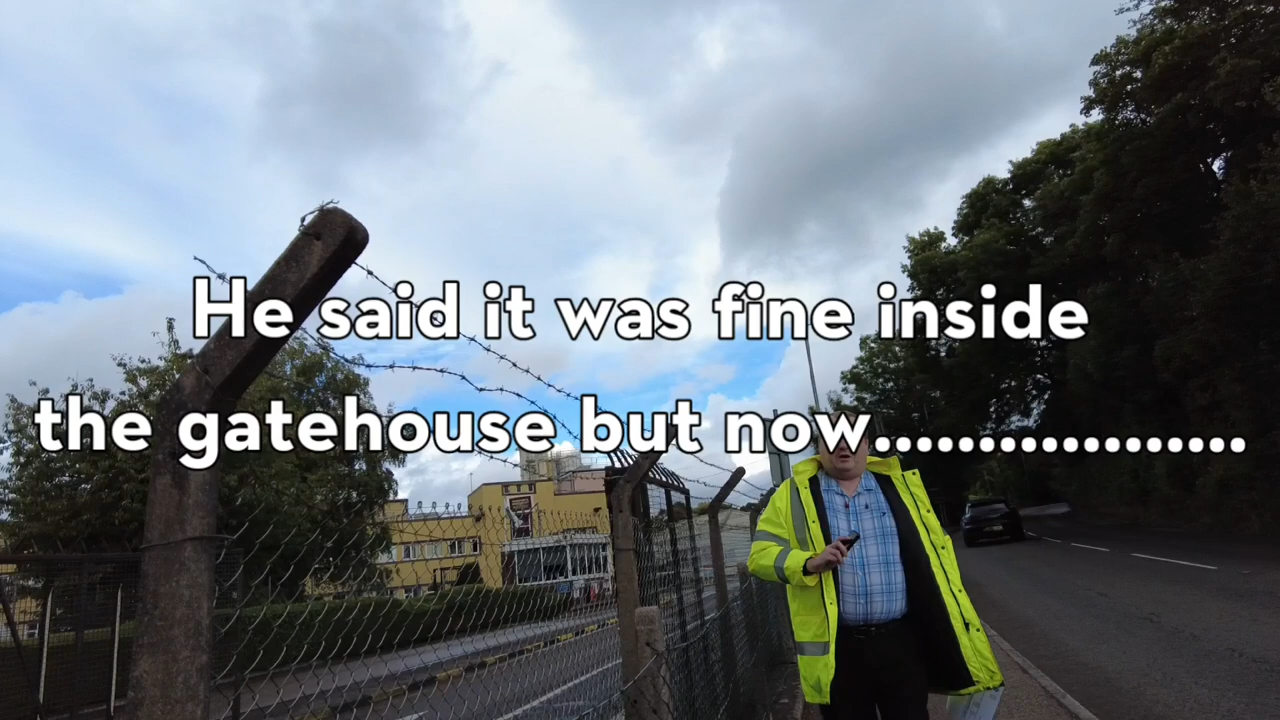 He said it was fine inside
the gatehouse but now..................